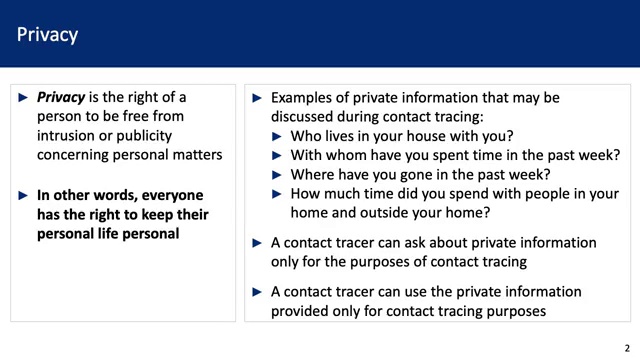 Privacy
► Privacy is the right of a
person to be free from
intrusion or publicity
concerning personal matters
► In other words, everyone
has the right to keep their
personal life personal
► Examples of private information that may be
discussed during contact tracing:
► Who lives in your house with you?
► With whom have you spent time in the past week?
► Where have you gone in the past week?
► How much time did you spend with people in your
home and outside your home?
► A contact tracer can ask about private information
only for the purposes of contact tracing
► A contact tracer can use the private information
provided only for contact tracing purposes
2